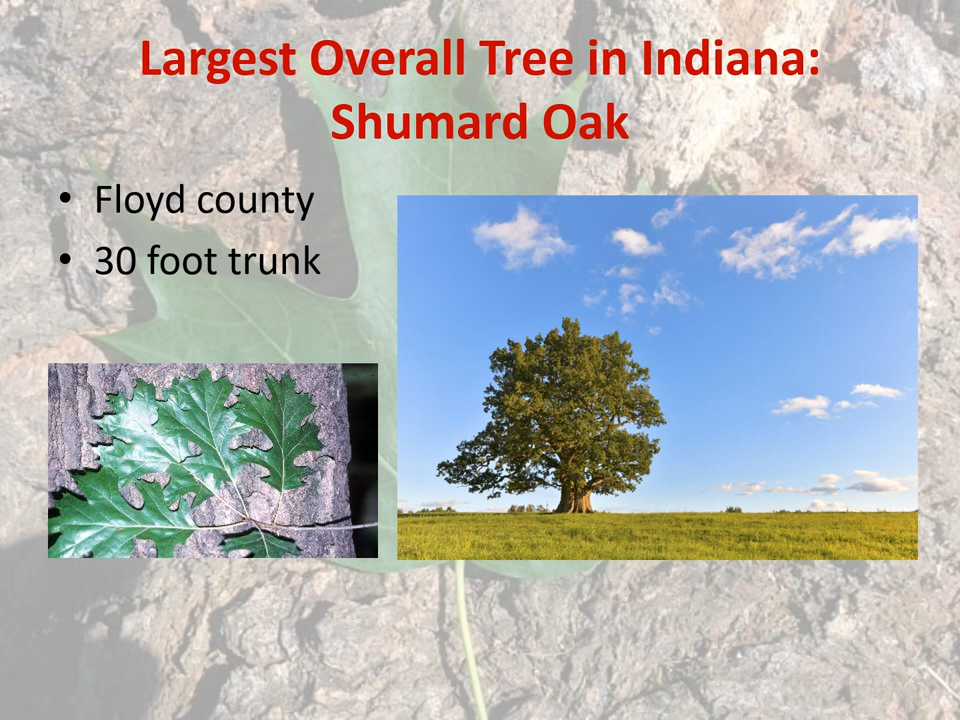 Largest Overall Tree in Indiana:
Shumard Oak
• Floyd county
• 30 foot trunk